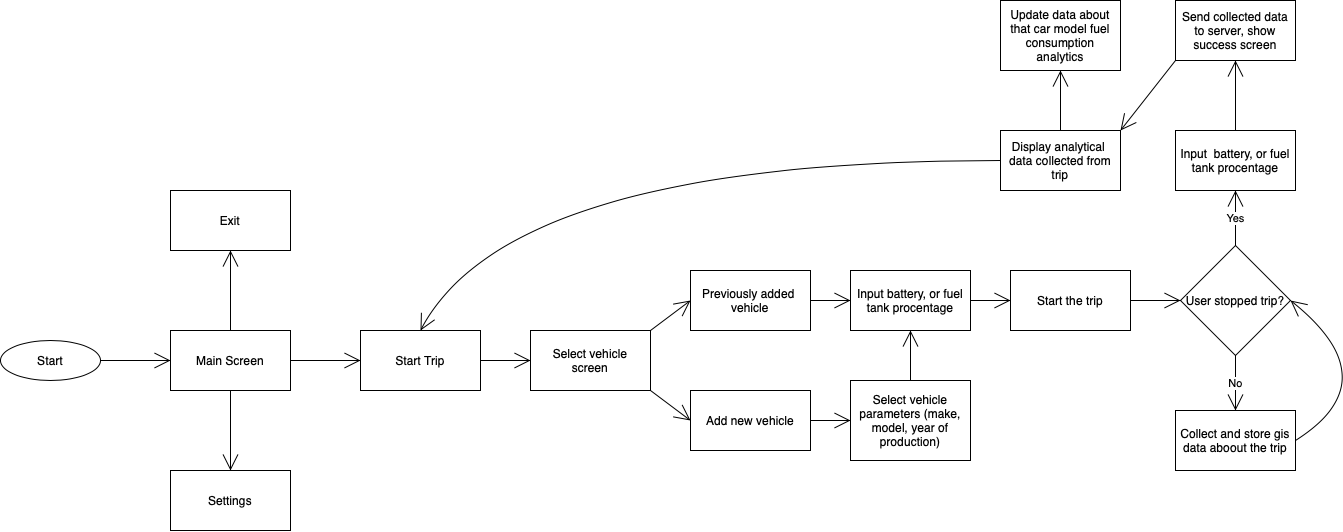 Update data about
that car model fuel
consumption
analytics
Send collected data
to server, show
success screen
Display analytical
data collected from
trip
Input  battery, or fuel
tank procentage
Exit
Yes
Previously added
vehicle
Input battery, or fuel
tank procentage
Start the trip
User stopped trip?
Start
Main Screen
Start Trip
Select vehicle
screen
No
Add new vehicle
Select vehicle
parameters (make,
model, year of
production)
Collect and store gis
data aboout the trip
Settings